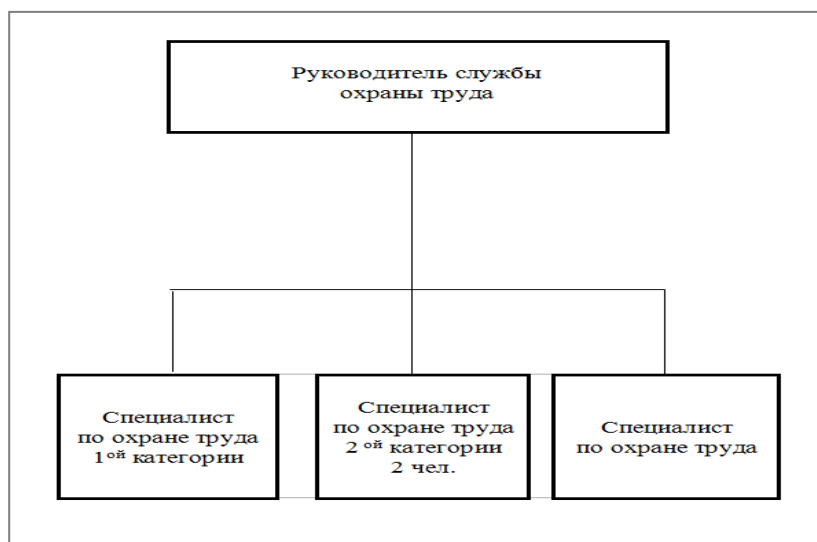 Руководитель службы
охраны труда
Специалист
по охране труда
1ой категории
Специалист
по охране труда
2 ой категории
2 чел.
Специалист
по охране труда